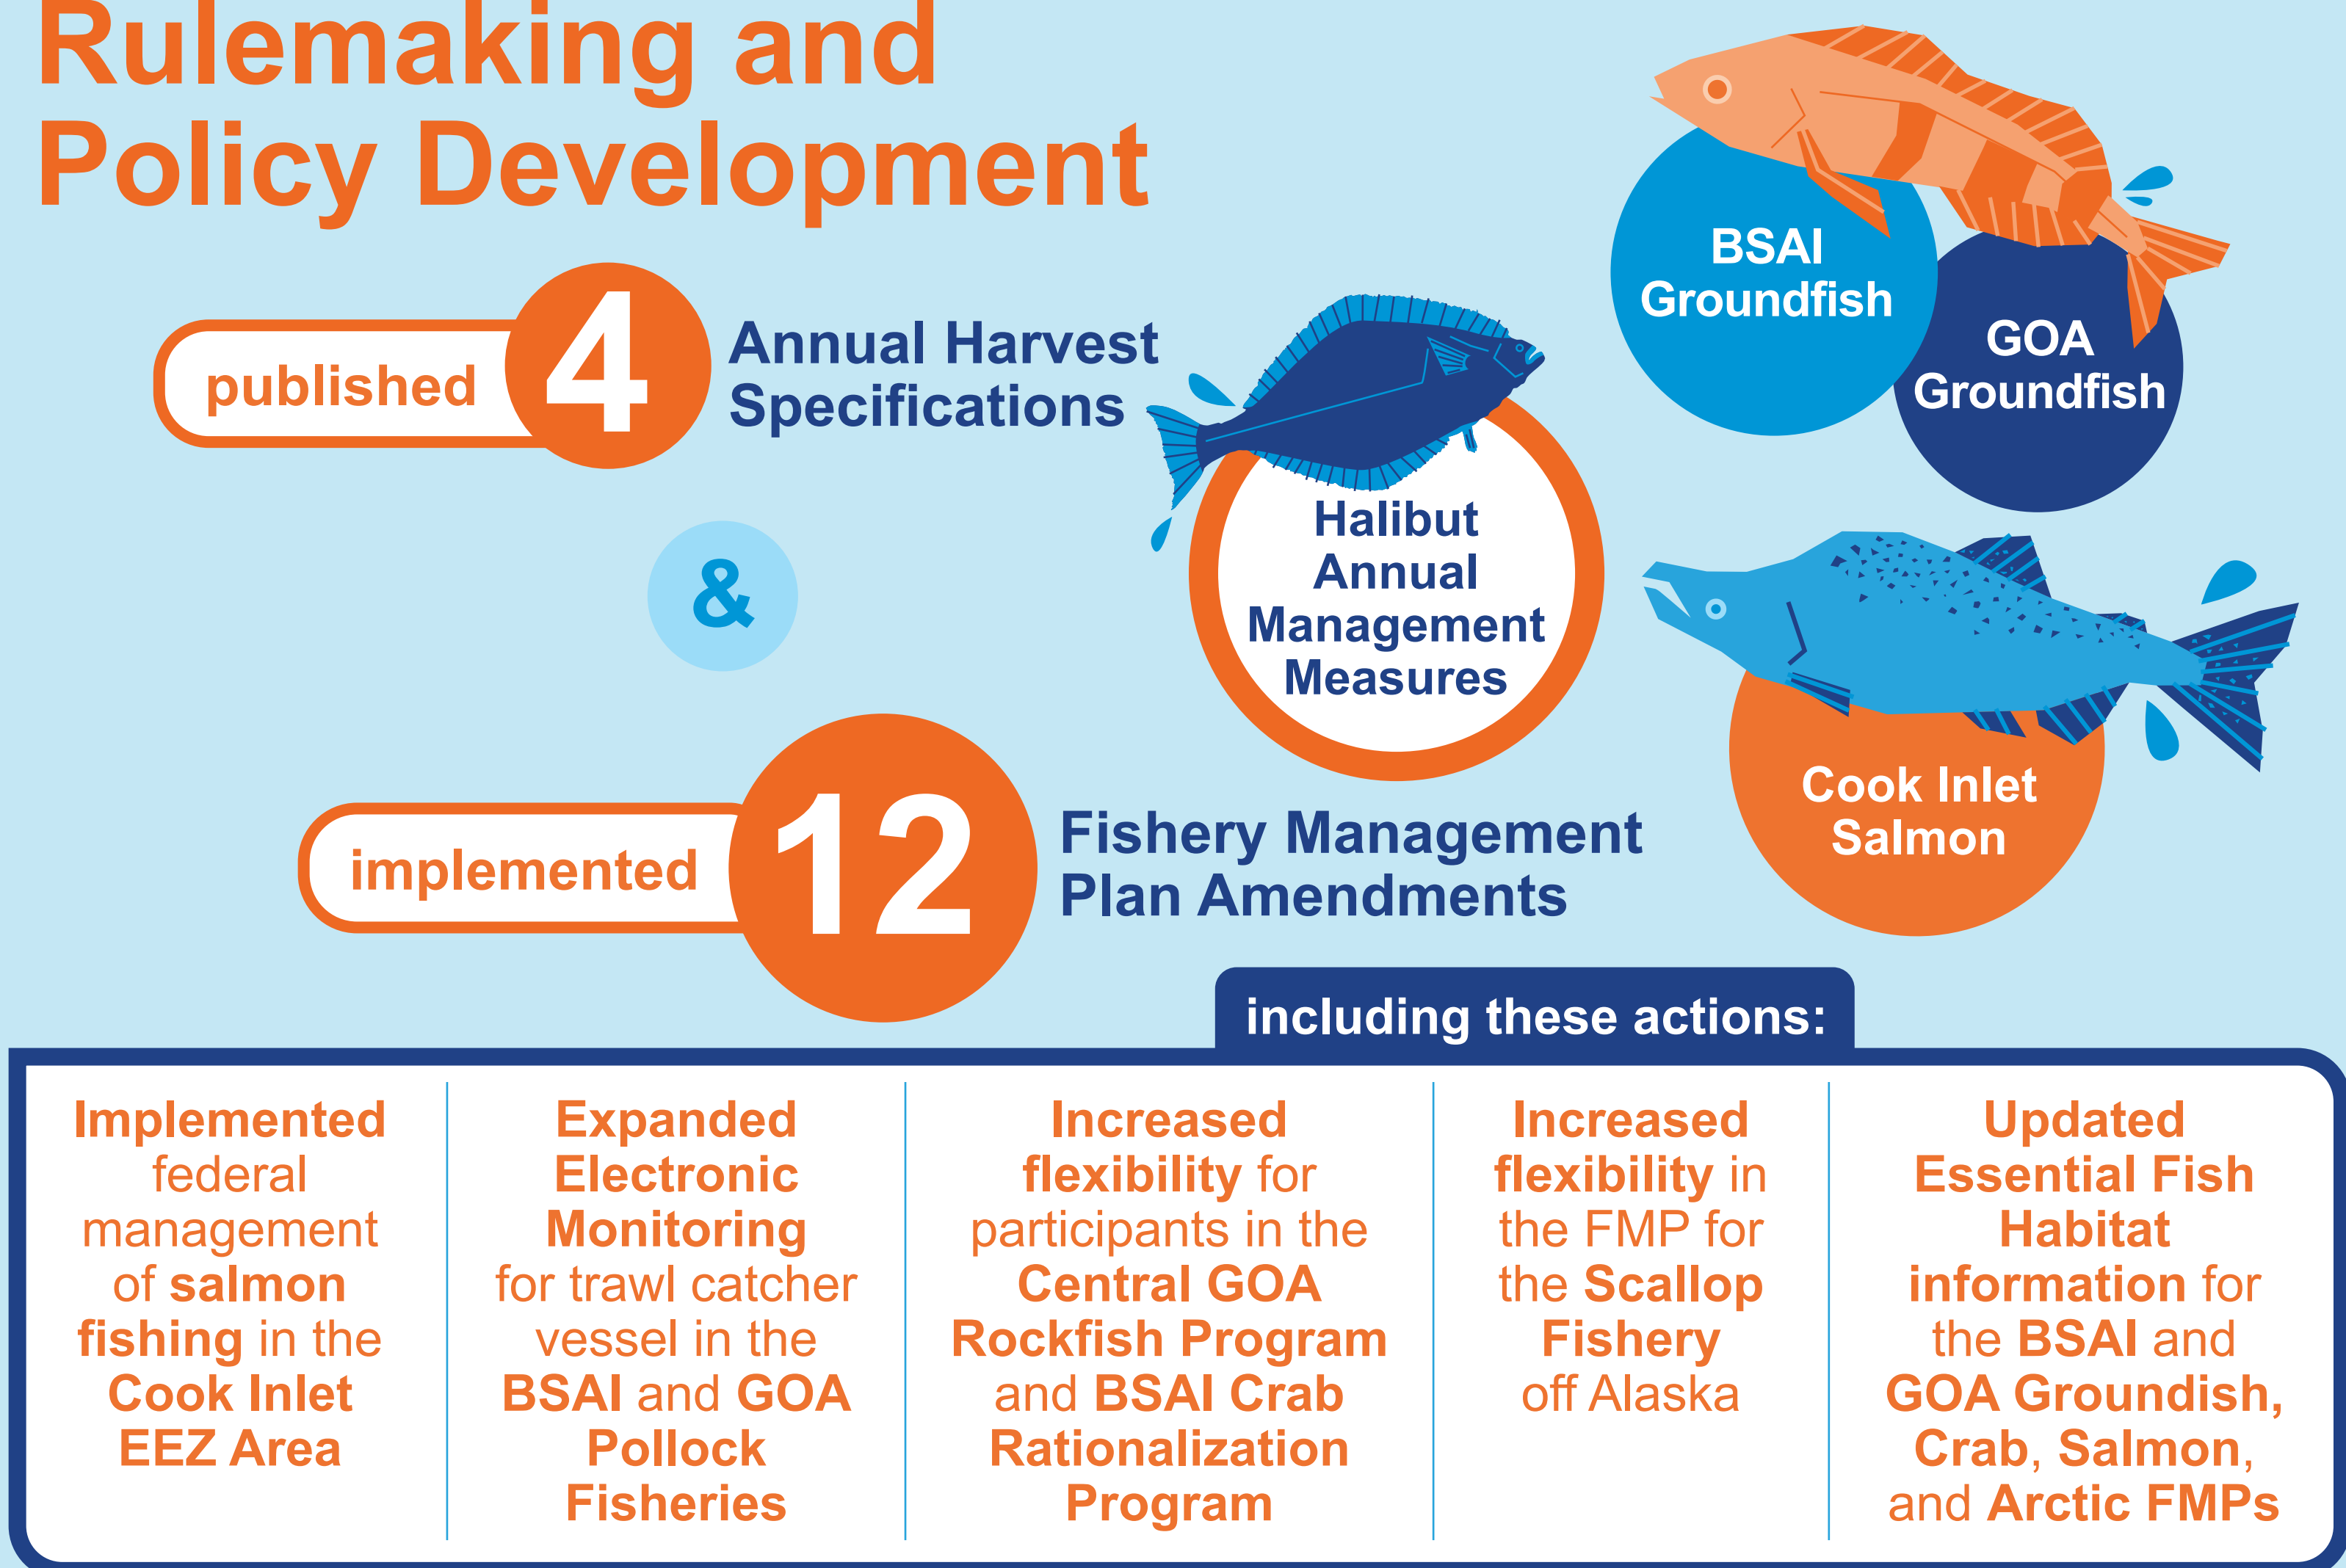 Rulemaking and
Policy Development
published 4
Annual Harvest
Specifications
Halibut
Annual
Management
Measures
BSAI
Groundfish
GOA
Groundfish
Cook Inlet
Salmon
&
implemented 12
Fishery Management
Plan Amendments
including these actions:
Implemented
federal
management
of salmon
fishing in the
Cook Inlet
EEZ Area
Expanded
Electronic
Monitoring
for trawl catcher
vessel in the
BSAI and GOA
Pollock
Fisheries
Increased
flexibility for
participants in the
Central GOA
Rockfish Program
and BSAI Crab
Rationalization
Program
Increased
flexibility in
the FMP for
the Scallop
Fishery
off Alaska
Updated
Essential Fish
Habitat
information for
the BSAI and
GOA Groundish,
Crab, Salmon,
and Arctic FMPs